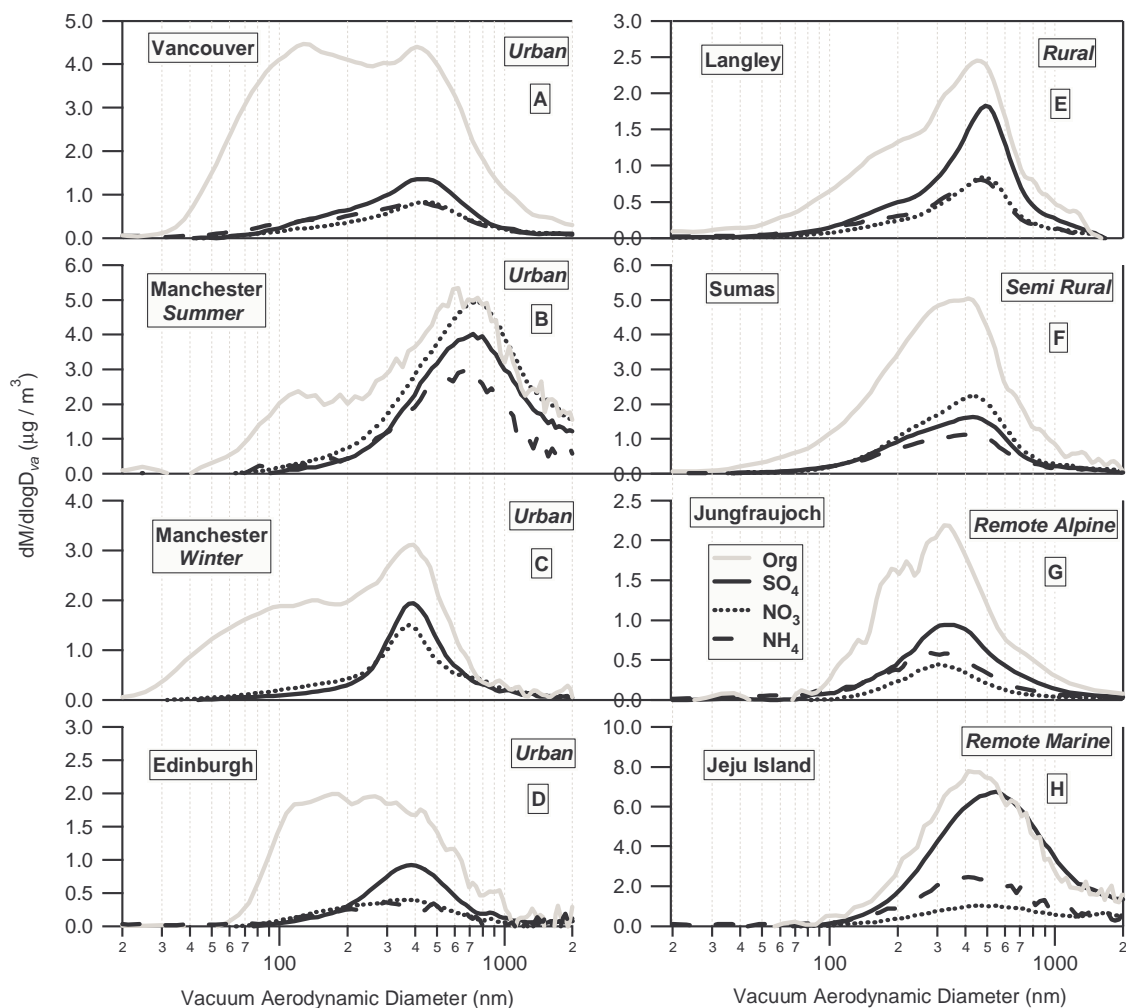 dM/dlogD_va (µg / m³)
5.0
4.0
3.0
2.0
1.0
0.0
Vancouver
Urban
A
6.0
5.0
4.0
3.0
2.0
1.0
0.0
Manchester
Summer
Urban
B
4.0
3.0
2.0
1.0
0.0
Manchester
Winter
Urban
C
3.0
2.5
2.0
1.5
1.0
0.5
0.0
Edinburgh
Urban
D
2 3 4 5 6 7 100 2 3 4 5 6 7 1000 2
Vacuum Aerodynamic Diameter (nm)
3.0
2.5
2.0
1.5
1.0
0.5
0.0
Langley
Rural
E
6.0
5.0
4.0
3.0
2.0
1.0
0.0
Sumas
Semi Rural
F
2.5
2.0
1.5
1.0
0.5
0.0
Jungfraujoch
Remote Alpine
G
Org
SO₄
NO₃
NH₄
10.0
8.0
6.0
4.0
2.0
0.0
Jeju Island
Remote Marine
H
2 3 4 5 6 7 100 2 3 4 5 6 7 1000 2
Vacuum Aerodynamic Diameter (nm)